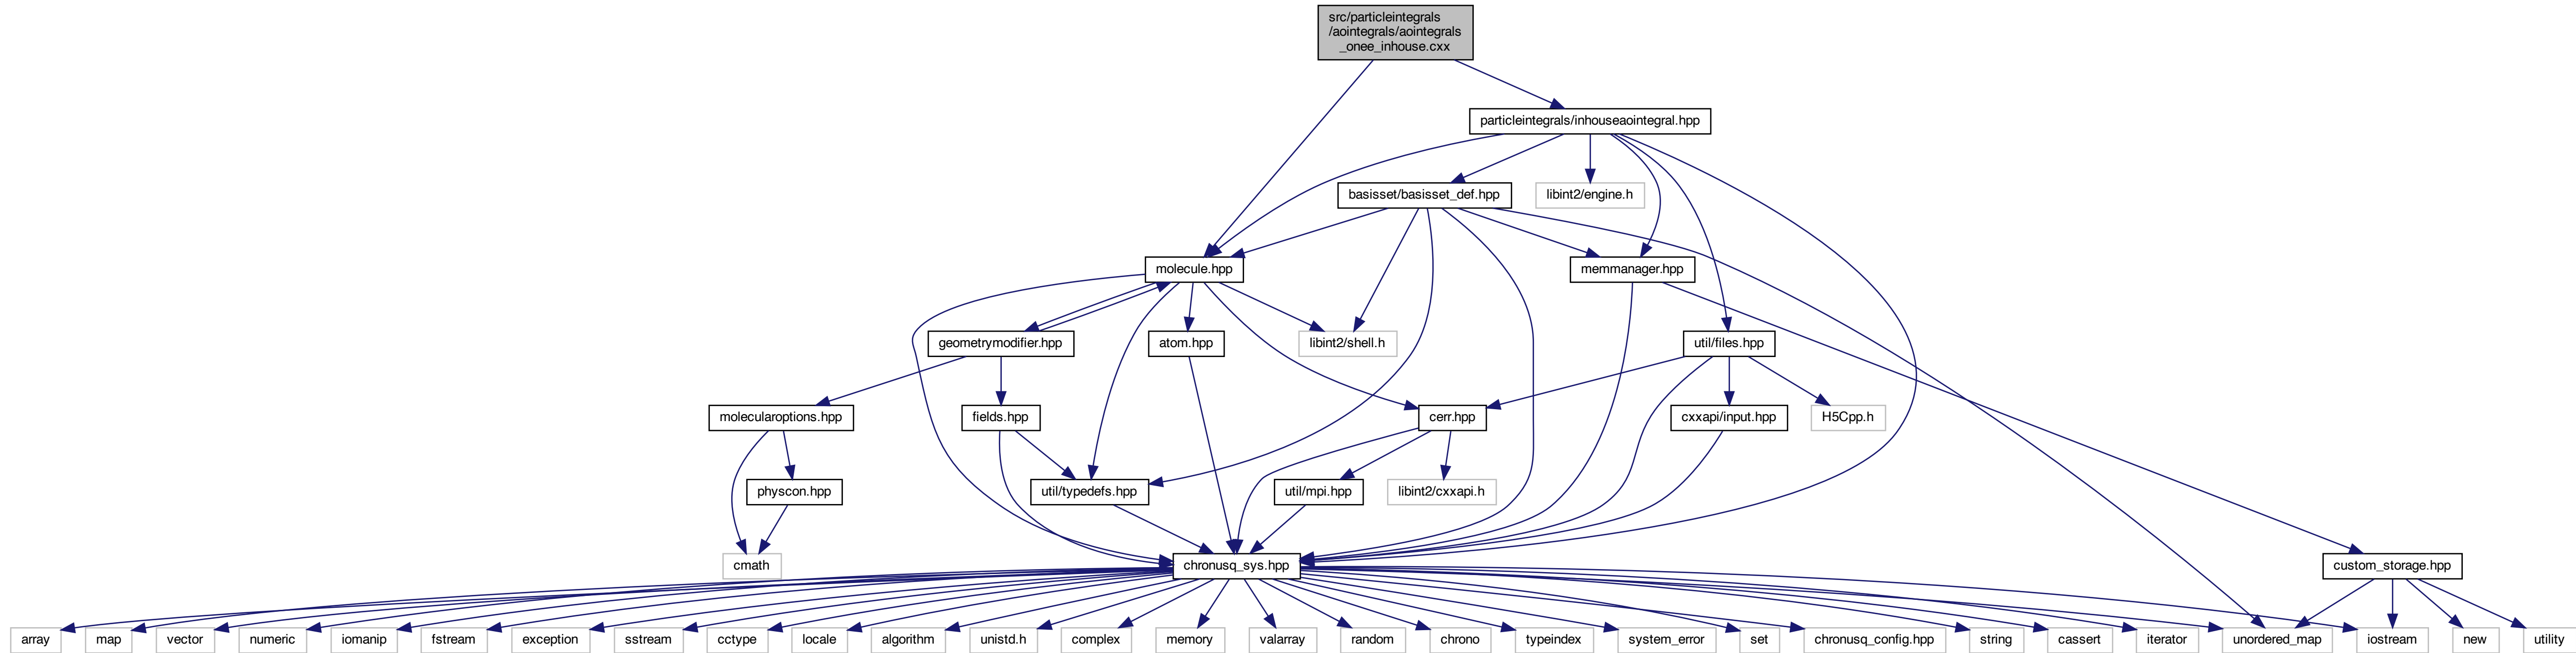 src/particleintegrals
/aointegrals/aointegrals
_onee_inhouse.cxx
particleintegrals/inhouseaointegral.hpp
basisset/basisset_def.hpp
libint2/engine.h
molecule.hpp
memmanager.hpp
geometrymodifier.hpp
atom.hpp
libint2/shell.h
util/files.hpp
molecularoptions.hpp
fields.hpp
cerr.hpp
cxxapi/input.hpp
H5Cpp.h
physcon.hpp
util/typedefs.hpp
util/mpi.hpp
libint2/cxxapi.h
cmath
chronusq_sys.hpp
custom_storage.hpp
array
map
vector
numeric
iomanip
fstream
exception
sstream
cctype
locale
algorithm
unistd.h
complex
memory
valarray
random
chrono
typeindex
system_error
set
chronusq_config.hpp
string
cassert
iterator
unordered_map
iostream
new
utility